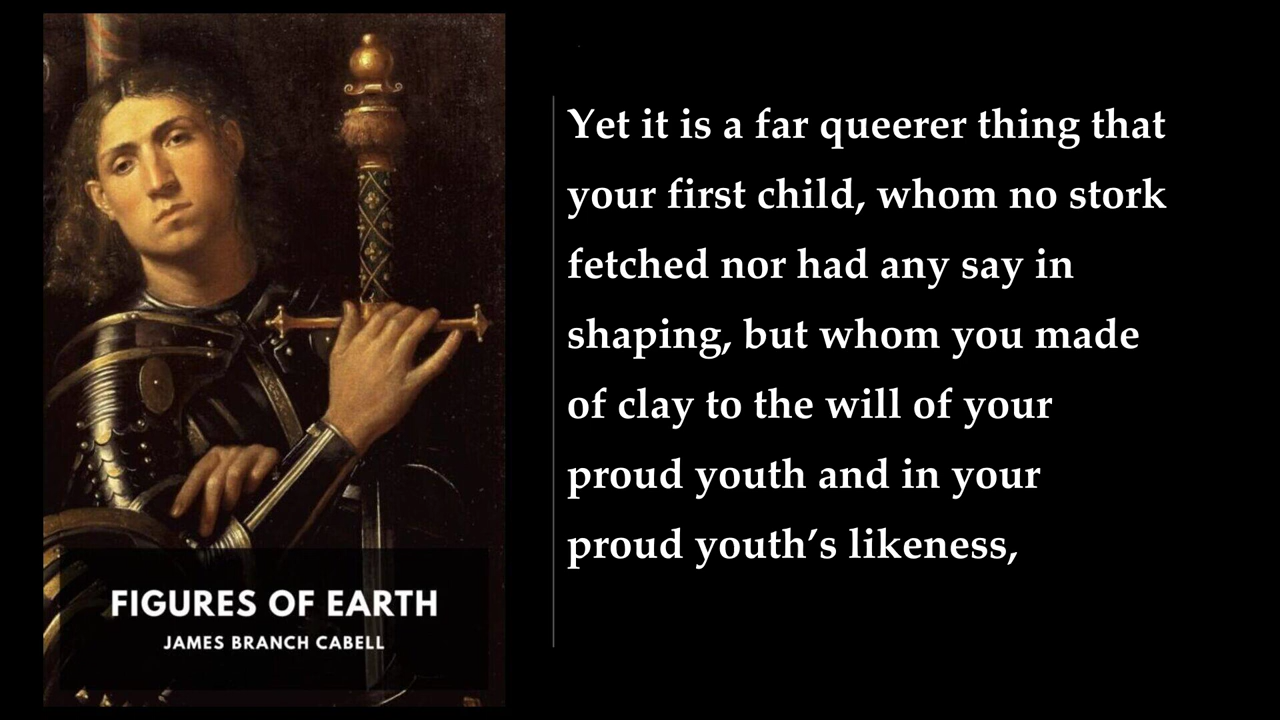 Yet it is a far queerer thing that
your first child, whom no stork
fetched nor had any say in
shaping, but whom you made
of clay to the will of your
proud youth and in your
proud youth’s likeness,
FIGURES OF EARTH
JAMES BRANCH CABELL